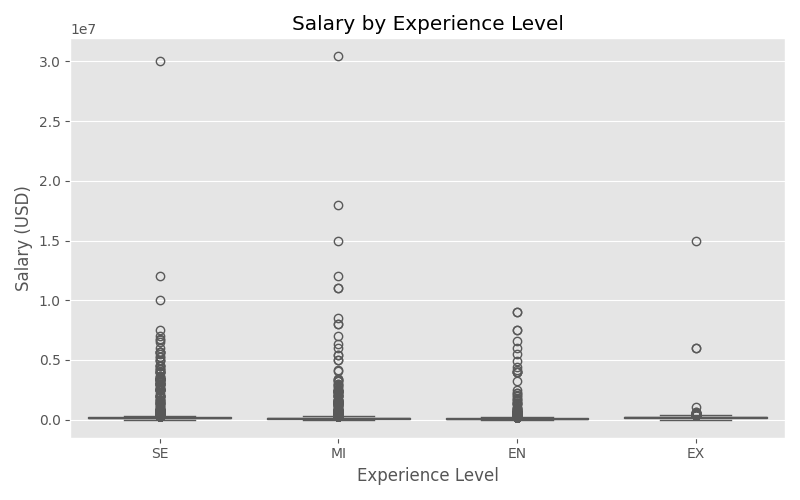 Salary by Experience Level
1e7
3.0
2.5
2.0
1.5
1.0
0.5
0.0
Salary (USD)
SE MI EN EX
Experience Level